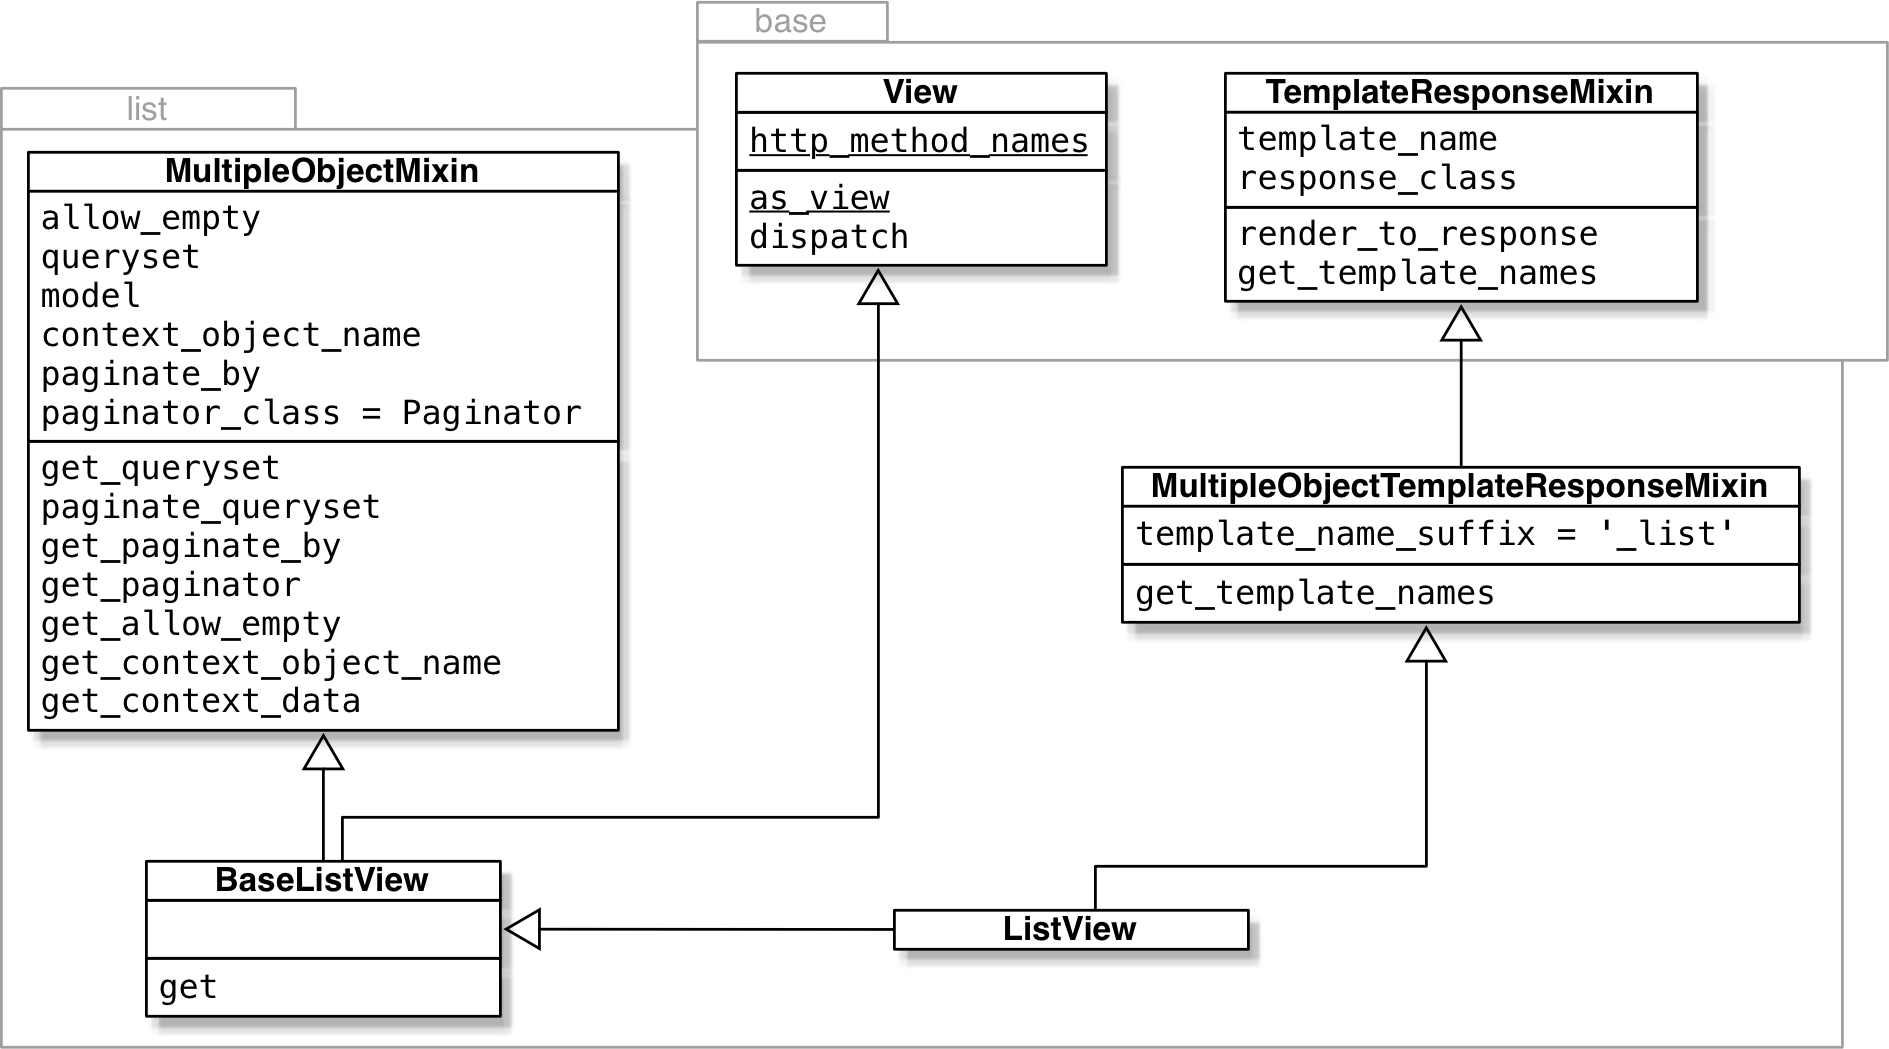 base
View
http_method_names
as_view
dispatch
TemplateResponseMixin
template_name
response_class
render_to_response
get_template_names
list
MultipleObjectMixin
allow_empty
queryset
model
context_object_name
paginate_by
paginator_class = Paginator
get_queryset
paginate_queryset
get_paginate_by
get_paginator
get_allow_empty
get_context_object_name
get_context_data
MultipleObjectTemplateResponseMixin
template_name_suffix = '_list'
get_template_names
BaseListView
get
ListView